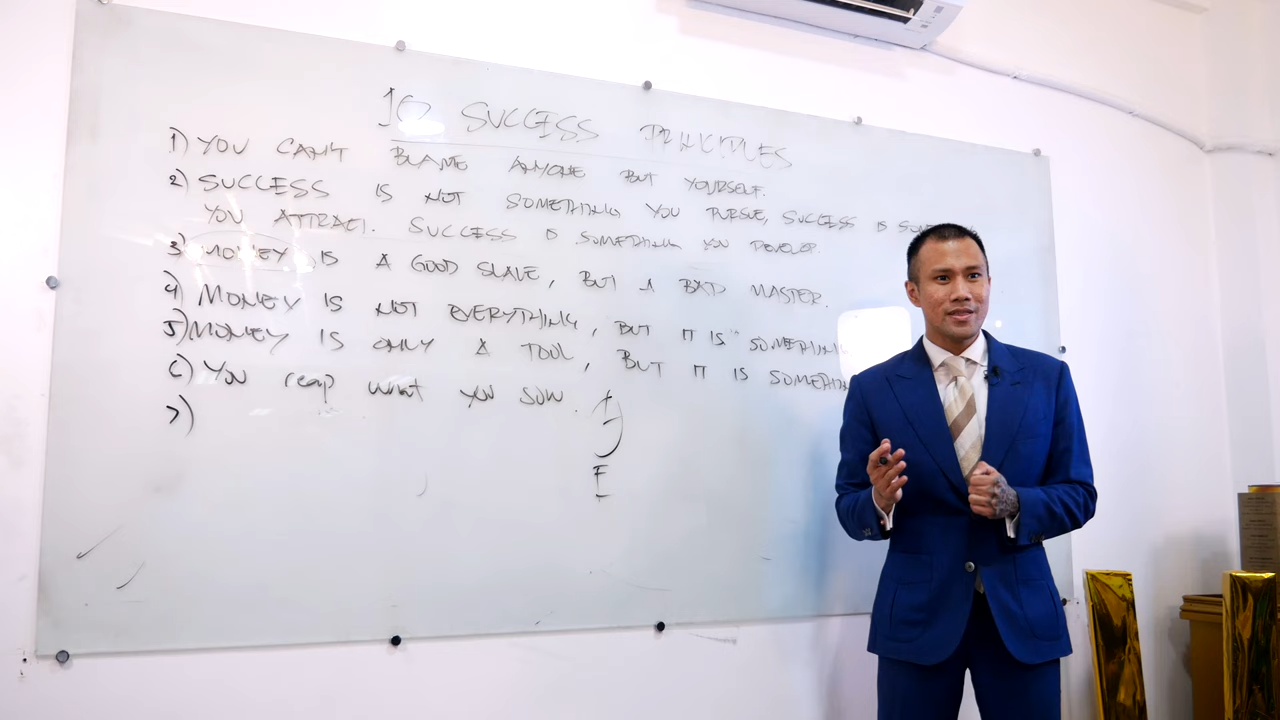 10 SUCCESS PRINCIPLES
1) YOU CAN'T BLAME ANYONE BUT YOURSELF.
2) SUCCESS IS NOT SOMETHING YOU PURSUE, SUCCESS IS
YOU ATTRACT. SUCCESS IS SOMETHING YOU DEVELOP.
3) MONEY IS A GOOD SLAVE, BUT A BAD MASTER.
4) MONEY IS NOT EVERYTHING, BUT IT IS SOMETHING
5) MONEY IS ONLY A TOOL, BUT IT IS SOMETHING
6) YOU reap what YOU SOW.
7)
E